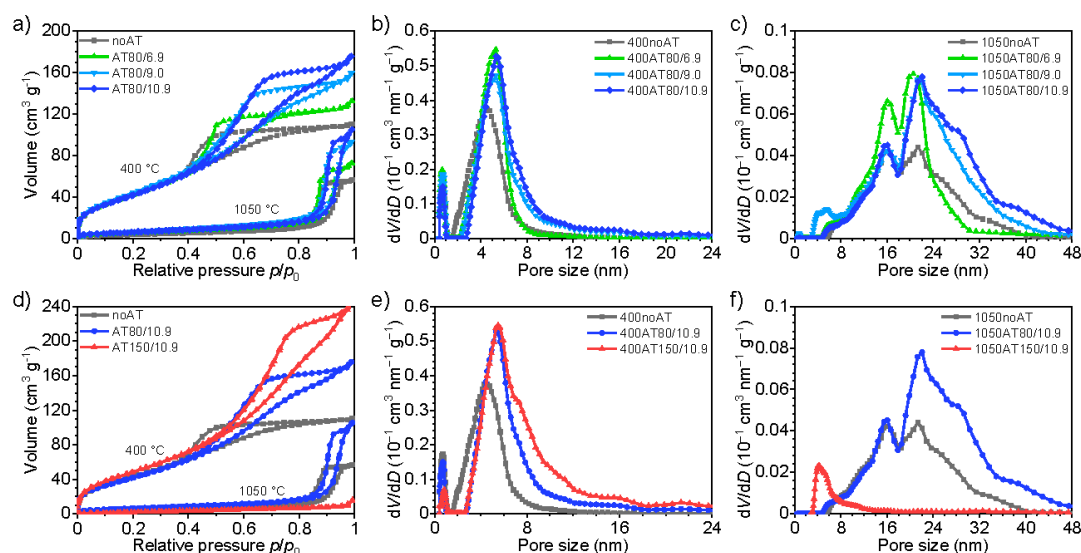 a)
noAT
AT80/6.9
AT80/9.0
AT80/10.9
400 °C
1050 °C
Volume (cm³ g⁻¹)
0 40 80 120 160 200
0 0.2 0.4 0.6 0.8 1
Relative pressure p/p₀
b)
400noAT
400AT80/6.9
400AT80/9.0
400AT80/10.9
dV/dD (10⁻¹ cm³ nm⁻¹ g⁻¹)
0 0.1 0.2 0.3 0.4 0.5 0.6
0 4 8 12 16 20 24
Pore size (nm)
c)
1050noAT
1050AT80/6.9
1050AT80/9.0
1050AT80/10.9
dV/dD (10⁻¹ cm³ nm⁻¹ g⁻¹)
0 0.02 0.04 0.06 0.08 0.1
0 8 16 24 32 40 48
Pore size (nm)
d)
noAT
AT80/10.9
AT150/10.9
400 °C
1050 °C
Volume (cm³ g⁻¹)
0 40 80 120 160 200 240
0 0.2 0.4 0.6 0.8 1
Relative pressure p/p₀
e)
400noAT
400AT80/10.9
400AT150/10.9
dV/dD (10⁻¹ cm³ nm⁻¹ g⁻¹)
0 0.1 0.2 0.3 0.4 0.5 0.6
0 4 8 12 16 20 24
Pore size (nm)
f)
1050noAT
1050AT80/10.9
1050AT150/10.9
dV/dD (10⁻¹ cm³ nm⁻¹ g⁻¹)
0 0.02 0.04 0.06 0.08 0.1
0 8 16 24 32 40 48
Pore size (nm)